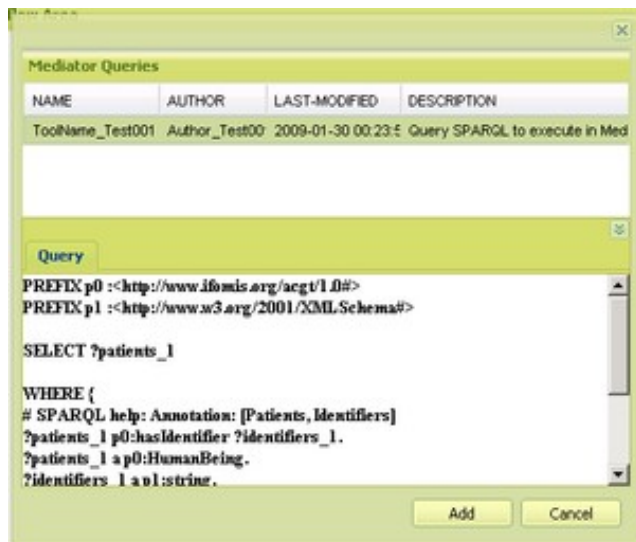 Mediator Queries
NAME AUTHOR LAST-MODIFIED DESCRIPTION
ToolName_Test001 Author_Test00 2009-01-30 00:23:5 Query SPARQL to execute in Med
Query
PREFIX p0 :<http://www.ifomis.org/acgt/1.0#>
PREFIX p1 :<http://www.w3.org/2001/XMLSchema#>
SELECT ?patients_1
WHERE {
# SPARQL help: Annotation: [Patients, Identifiers]
?patients_1 p0:hasIdentifier ?identifiers_1.
?patients_1 a p0:HumanBeing.
?identifiers_1 a p1:string.
Add Cancel